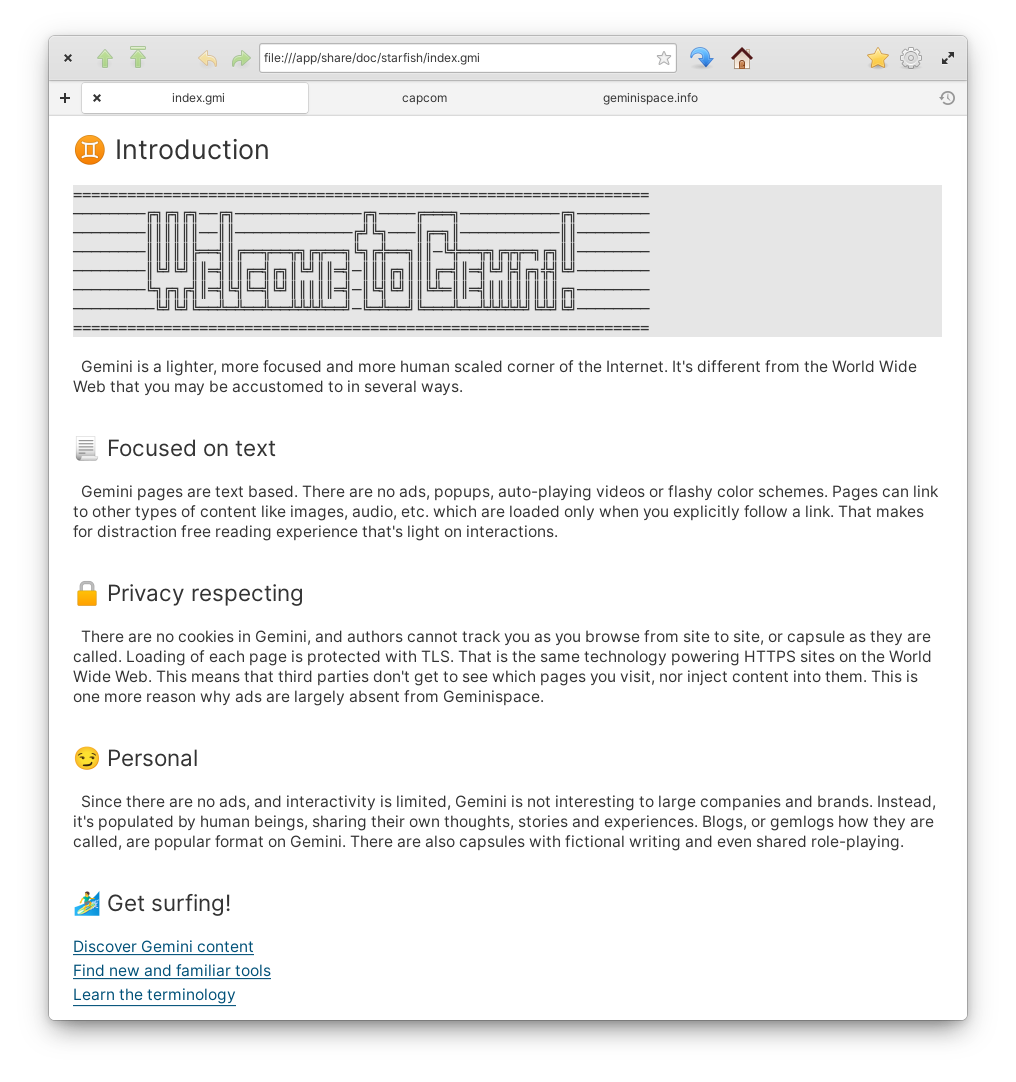 file:///app/share/doc/starfish/index.gmi
index.gmi
capcom
geminispace.info
Introduction
Welcome to Gemini!
Gemini is a lighter, more focused and more human scaled corner of the Internet. It's different from the World Wide
Web that you may be accustomed to in several ways.
Focused on text
Gemini pages are text based. There are no ads, popups, auto-playing videos or flashy color schemes. Pages can link
to other types of content like images, audio, etc. which are loaded only when you explicitly follow a link. That makes
for distraction free reading experience that's light on interactions.
Privacy respecting
There are no cookies in Gemini, and authors cannot track you as you browse from site to site, or capsule as they are
called. Loading of each page is protected with TLS. That is the same technology powering HTTPS sites on the World
Wide Web. This means that third parties don't get to see which pages you visit, nor inject content into them. This is
one more reason why ads are largely absent from Geminispace.
Personal
Since there are no ads, and interactivity is limited, Gemini is not interesting to large companies and brands. Instead,
it's populated by human beings, sharing their own thoughts, stories and experiences. Blogs, or gemlogs how they are
called, are popular format on Gemini. There are also capsules with fictional writing and even shared role-playing.
Get surfing!
Discover Gemini content
Find new and familiar tools
Learn the terminology